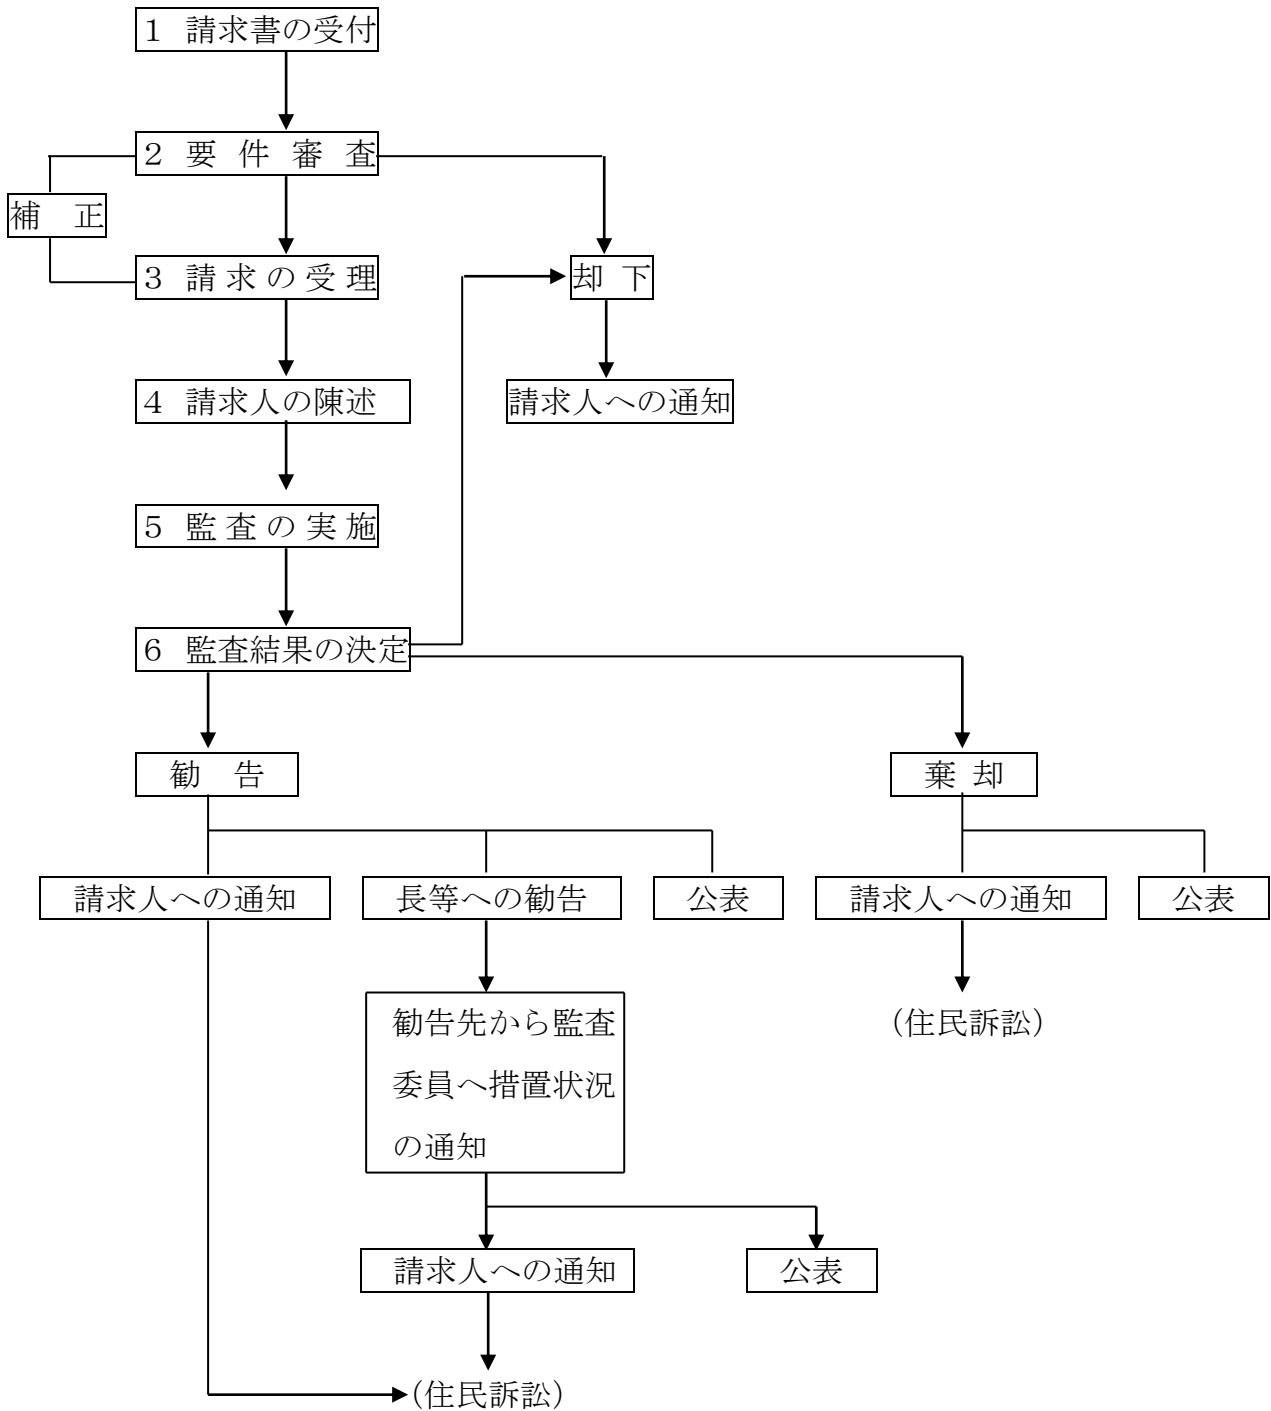 １ 請求書の受付
２ 要件審査
補正
３ 請求の受理
却下
４ 請求人の陳述
請求人への通知
５ 監査の実施
６ 監査結果の決定
勧告
棄却
請求人への通知
長等への勧告
公表
請求人への通知
公表
勧告先から監査
委員へ措置状況
の通知
（住民訴訟）
請求人への通知
公表
（住民訴訟）